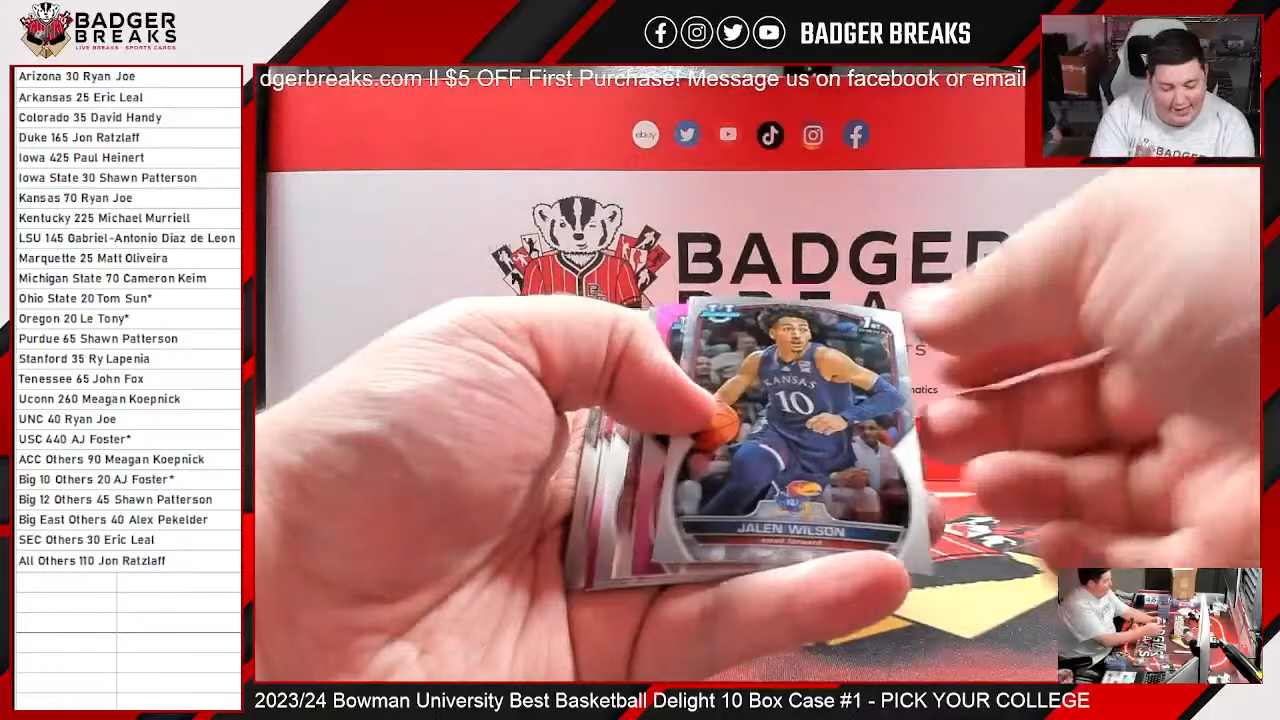 BADGER
BREAKS
LIVE BREAKS - SPORTS CARDS
BADGER BREAKS
dgerbreaks.com ll $5 OFF First Purchase! Message us on facebook or email
Arizona 30 Ryan Joe
Arkansas 25 Eric Leal
Colorado 35 David Handy
Duke 165 Jon Ratzlaff
Iowa 425 Paul Heinert
Iowa State 30 Shawn Patterson
Kansas 70 Ryan Joe
Kentucky 225 Michael Murriell
LSU 145 Gabriel-Antonio Diaz de Leon
Marquette 25 Matt Oliveira
Michigan State 70 Cameron Keim
Ohio State 20 Tom Sun*
Oregon 20 Le Tony*
Purdue 65 Shawn Patterson
Stanford 35 Ry Lapenia
Tenessee 65 John Fox
Uconn 260 Meagan Koepnick
UNC 40 Ryan Joe
USC 440 AJ Foster*
ACC Others 90 Meagan Koepnick
Big 10 Others 20 AJ Foster*
Big 12 Others 45 Shawn Patterson
Big East Others 40 Alex Pekelder
SEC Others 30 Eric Leal
All Others 110 Jon Ratzlaff
ebay
BADGER
KANSAS
10
JALEN WILSON
small forward
1ST
BADGER
2023/24 Bowman University Best Basketball Delight 10 Box Case #1 - PICK YOUR COLLEGE